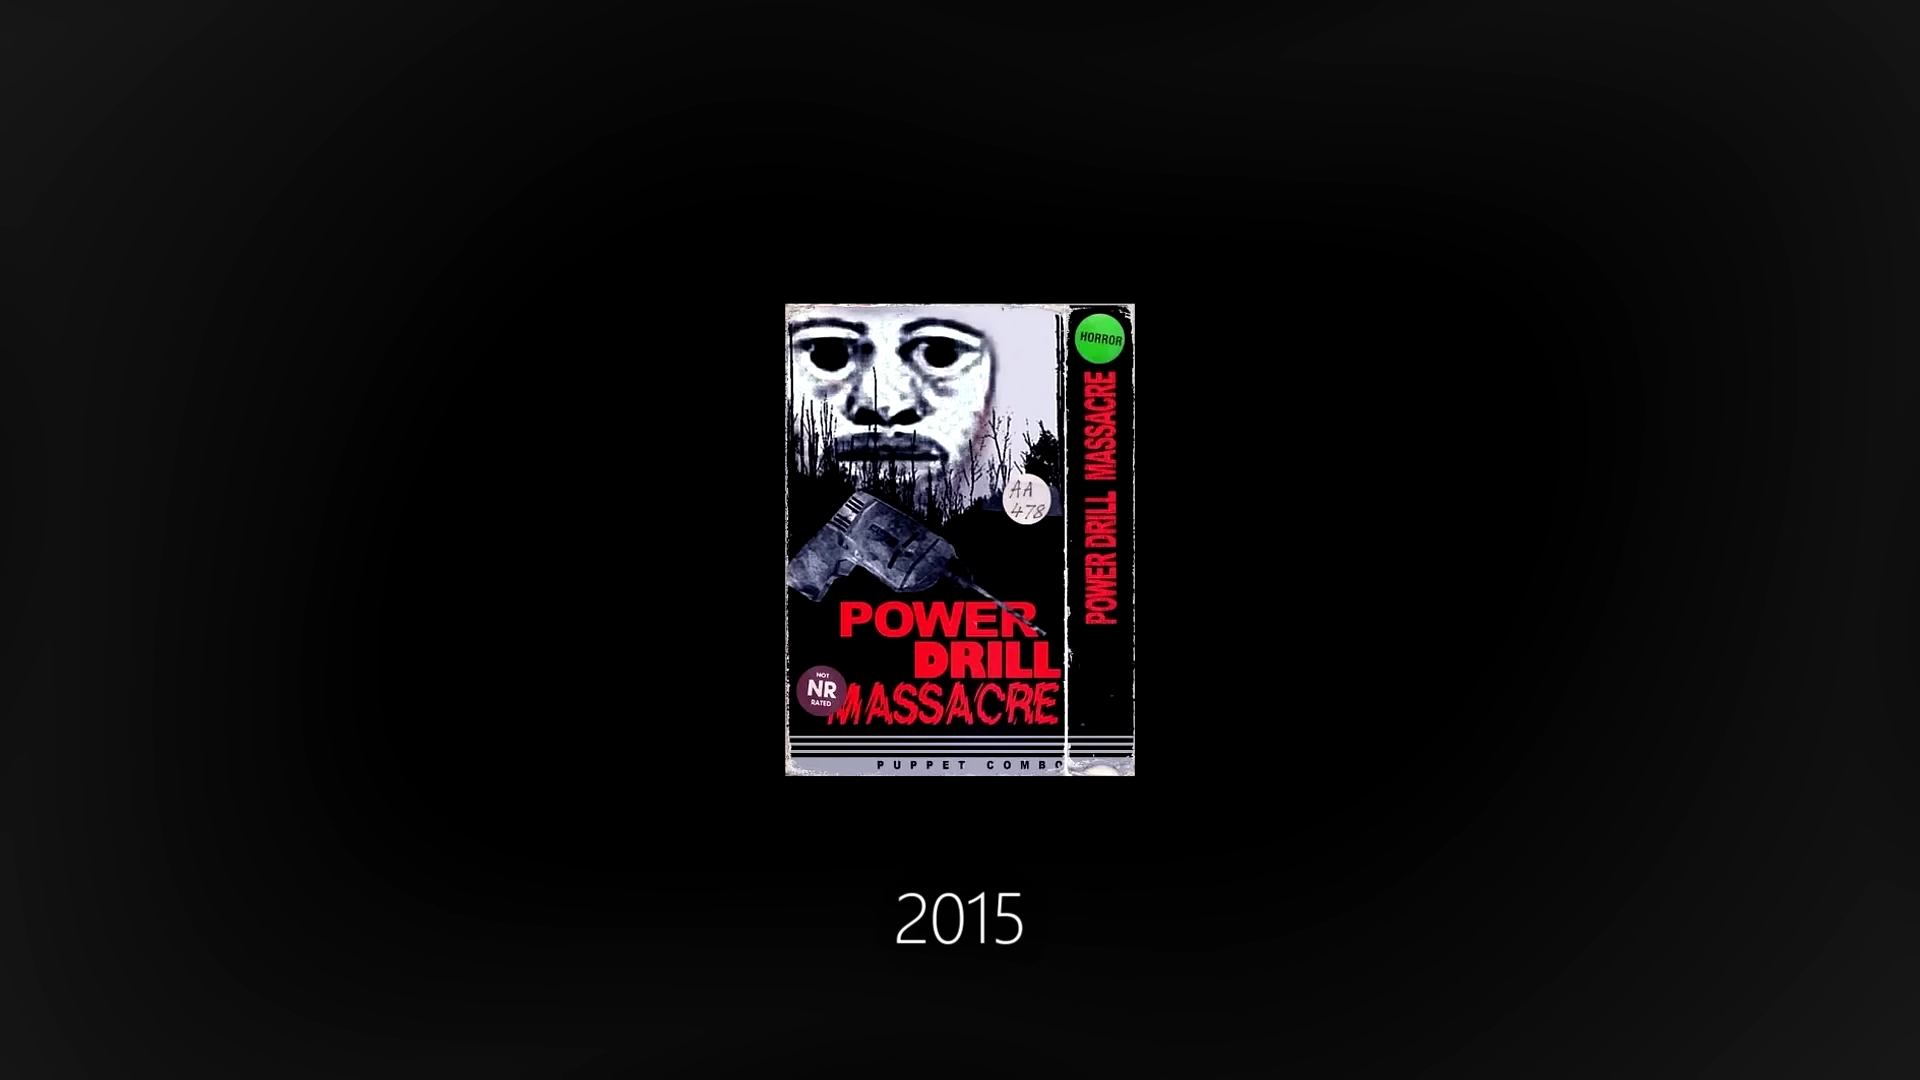 HORROR
POWER DRILL MASSACRE
AA
478
POWER
DRILL
MASSACRE
NOT
NR
RATED
PUPPET COMBO
2015